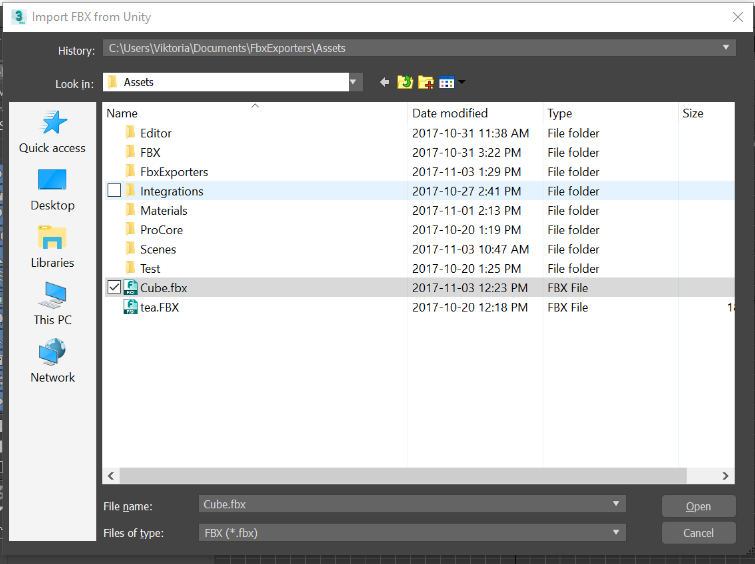 Import FBX from Unity
History: C:\Users\Viktoria\Documents\FbxExporters\Assets
Look in: Assets
Name Date modified Type Size
Editor 2017-10-31 11:38 AM File folder
FBX 2017-10-31 3:22 PM File folder
FbxExporters 2017-11-03 1:29 PM File folder
Integrations 2017-10-27 2:41 PM File folder
Materials 2017-11-01 2:13 PM File folder
ProCore 2017-10-20 1:19 PM File folder
Scenes 2017-11-03 10:47 AM File folder
Test 2017-10-20 1:25 PM File folder
Cube.fbx 2017-11-03 12:23 PM FBX File
tea.FBX 2017-10-20 12:18 PM FBX File
Quick access
Desktop
Libraries
This PC
Network
File name: Cube.fbx Open
Files of type: FBX (*.fbx) Cancel